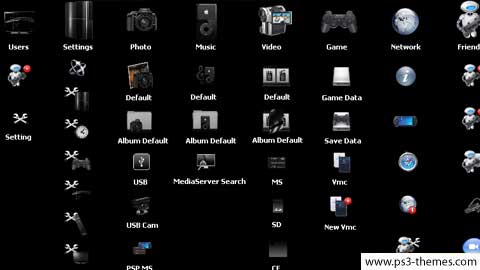 Users Settings Photo Music Video Game Network Friend
Default Default Default Game Data
Setting Album Default Album Default Album Default Save Data
USB MediaServer Search MS Vmc
USB Cam SD New Vmc
PSP MS CF
www.ps3-themes.com